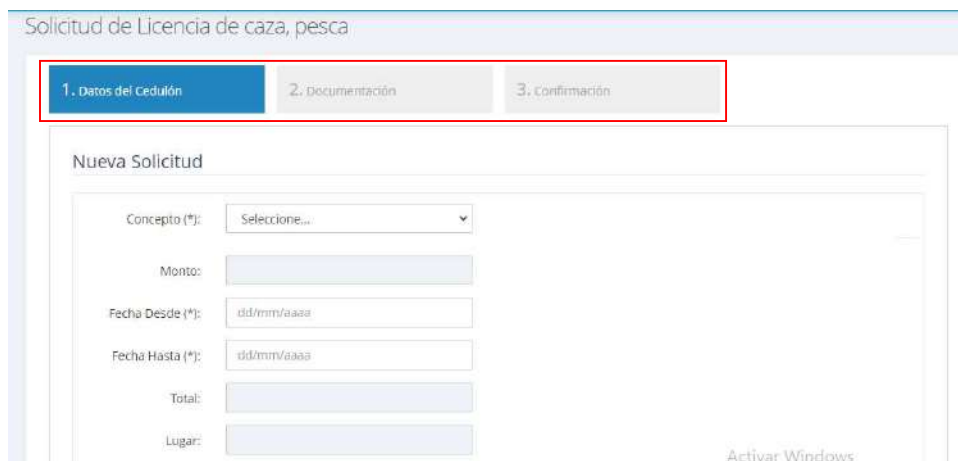 Solicitud de Licencia de caza, pesca
1. Datos del Cedulón 2. Documentación 3. Confirmación
Nueva Solicitud
Concepto (*): Seleccione...
Monto:
Fecha Desde (*): dd/mm/aaaa
Fecha Hasta (*): dd/mm/aaaa
Total:
Lugar:
Activar Windows